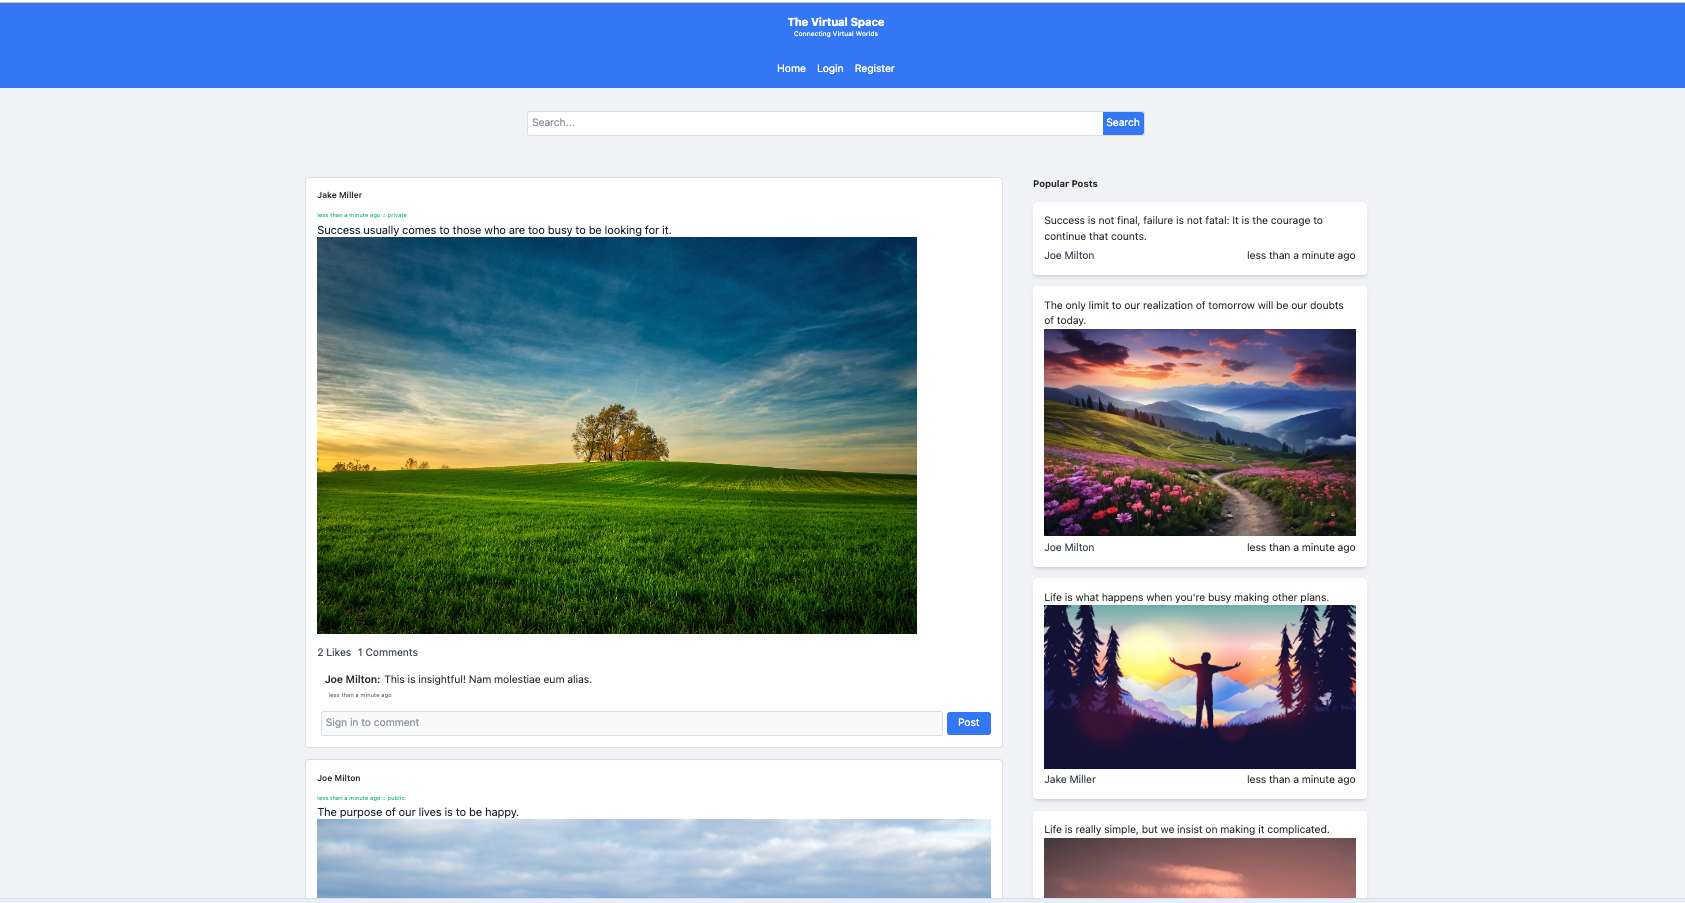 The Virtual Space
Connecting Virtual Worlds
Home Login Register
Search...
Search
Jake Miller
less than a minute ago :: private
Success usually comes to those who are too busy to be looking for it.
2 Likes 1 Comments
Joe Milton: This is insightful! Nam molestiae eum alias.
less than a minute ago
Sign in to comment
Post
Joe Milton
less than a minute ago :: public
The purpose of our lives is to be happy.
Popular Posts
Success is not final, failure is not fatal: It is the courage to
continue that counts.
Joe Milton less than a minute ago
The only limit to our realization of tomorrow will be our doubts
of today.
Joe Milton less than a minute ago
Life is what happens when you're busy making other plans.
Jake Miller less than a minute ago
Life is really simple, but we insist on making it complicated.